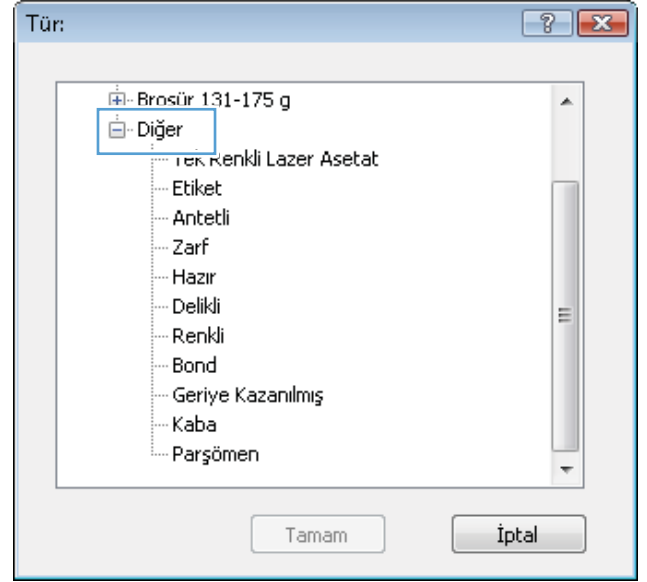 Tür:
Brosür 131-175 g
Diğer
Tek Renkli Lazer Asetat
Etiket
Antetli
Zarf
Hazır
Delikli
Renkli
Bond
Geriye Kazanılmış
Kaba
Parşömen
Tamam
İptal